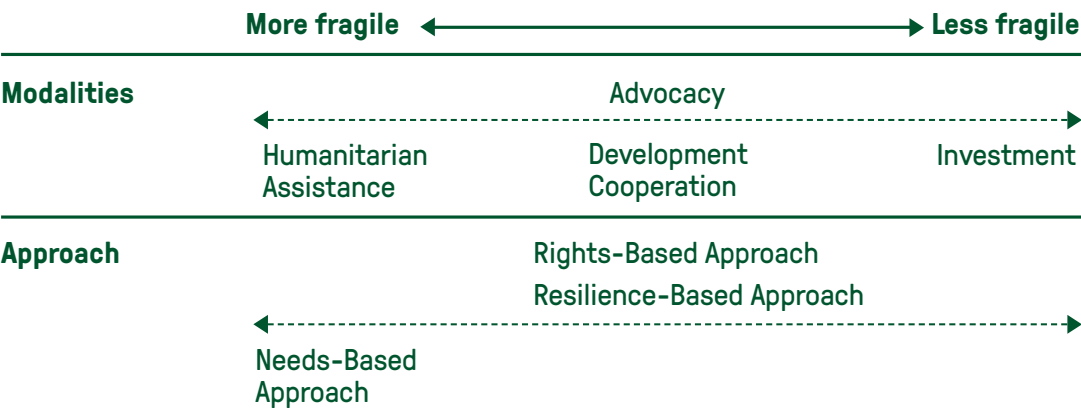 More fragile Less fragile
Modalities Advocacy
Humanitarian Development Investment
Assistance Cooperation
Approach Rights-Based Approach
Resilience-Based Approach
Needs-Based
Approach